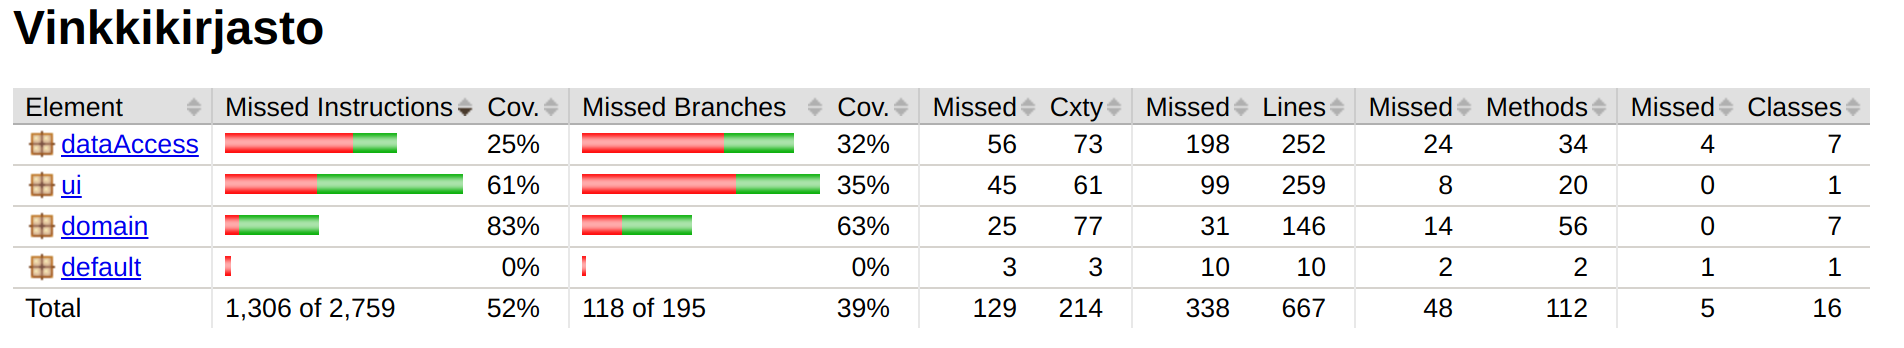 Vinkkikirjasto
Element Missed Instructions Cov. Missed Branches Cov. Missed Cxty Missed Lines Missed Methods Missed Classes
dataAccess 25% 32% 56 73 198 252 24 34 4 7
ui 61% 35% 45 61 99 259 8 20 0 1
domain 83% 63% 25 77 31 146 14 56 0 7
default 0% 0% 3 3 10 10 2 2 1 1
Total 1,306 of 2,759 52% 118 of 195 39% 129 214 338 667 48 112 5 16